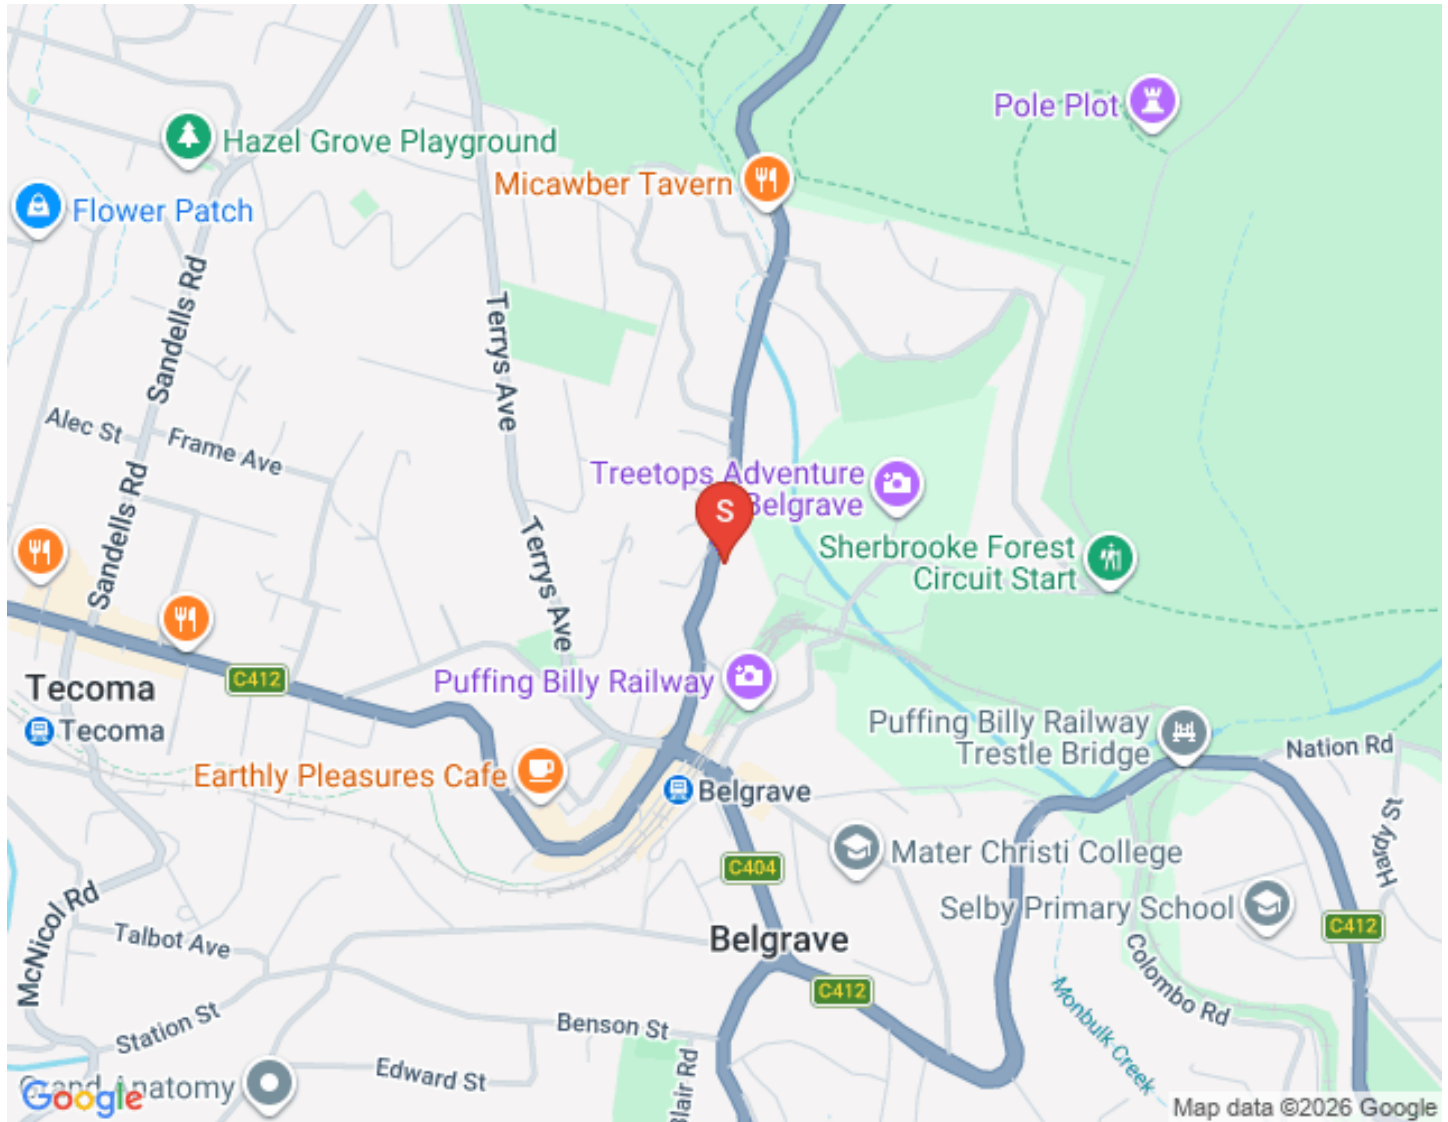 Pole Plot
Hazel Grove Playground
Micawber Tavern
Flower Patch
Sandells Rd
Terrys Ave
Alec St
Frame Ave
Treetops Adventure
Belgrave
S
Sandells Rd
Terrys Ave
Sherbrooke Forest
Circuit Start
Tecoma
C412
Puffing Billy Railway
Tecoma
Puffing Billy Railway
Trestle Bridge
Nation Rd
Earthly Pleasures Cafe
Belgrave
Hardy St
C404
Mater Christi College
Selby Primary School
McNicol Rd
Talbot Ave
Belgrave
C412
C412
Colombo Rd
Station St
Benson St
Monbulk Creek
Edward St
Blair Rd
Grand Anatomy
Google
Map data ©2026 Google